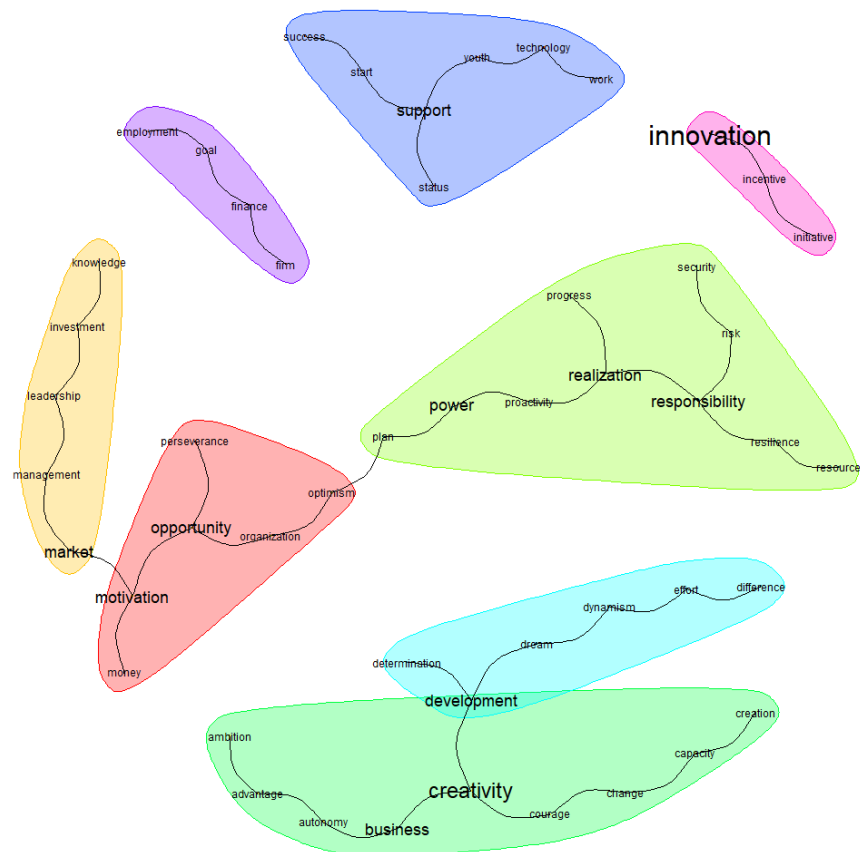 success
technology
youth
start
work
support
status
employment
goal
finance
firm
innovation
incentive
initiative
knowledge
investment
leadership
management
market
security
progress
risk
realization
power
proactivity
responsibility
plan
resilience
resource
perseverance
optimism
opportunity
organization
motivation
money
difference
effort
dynamism
dream
determination
development
ambition
creation
capacity
advantage
creativity
change
courage
autonomy
business